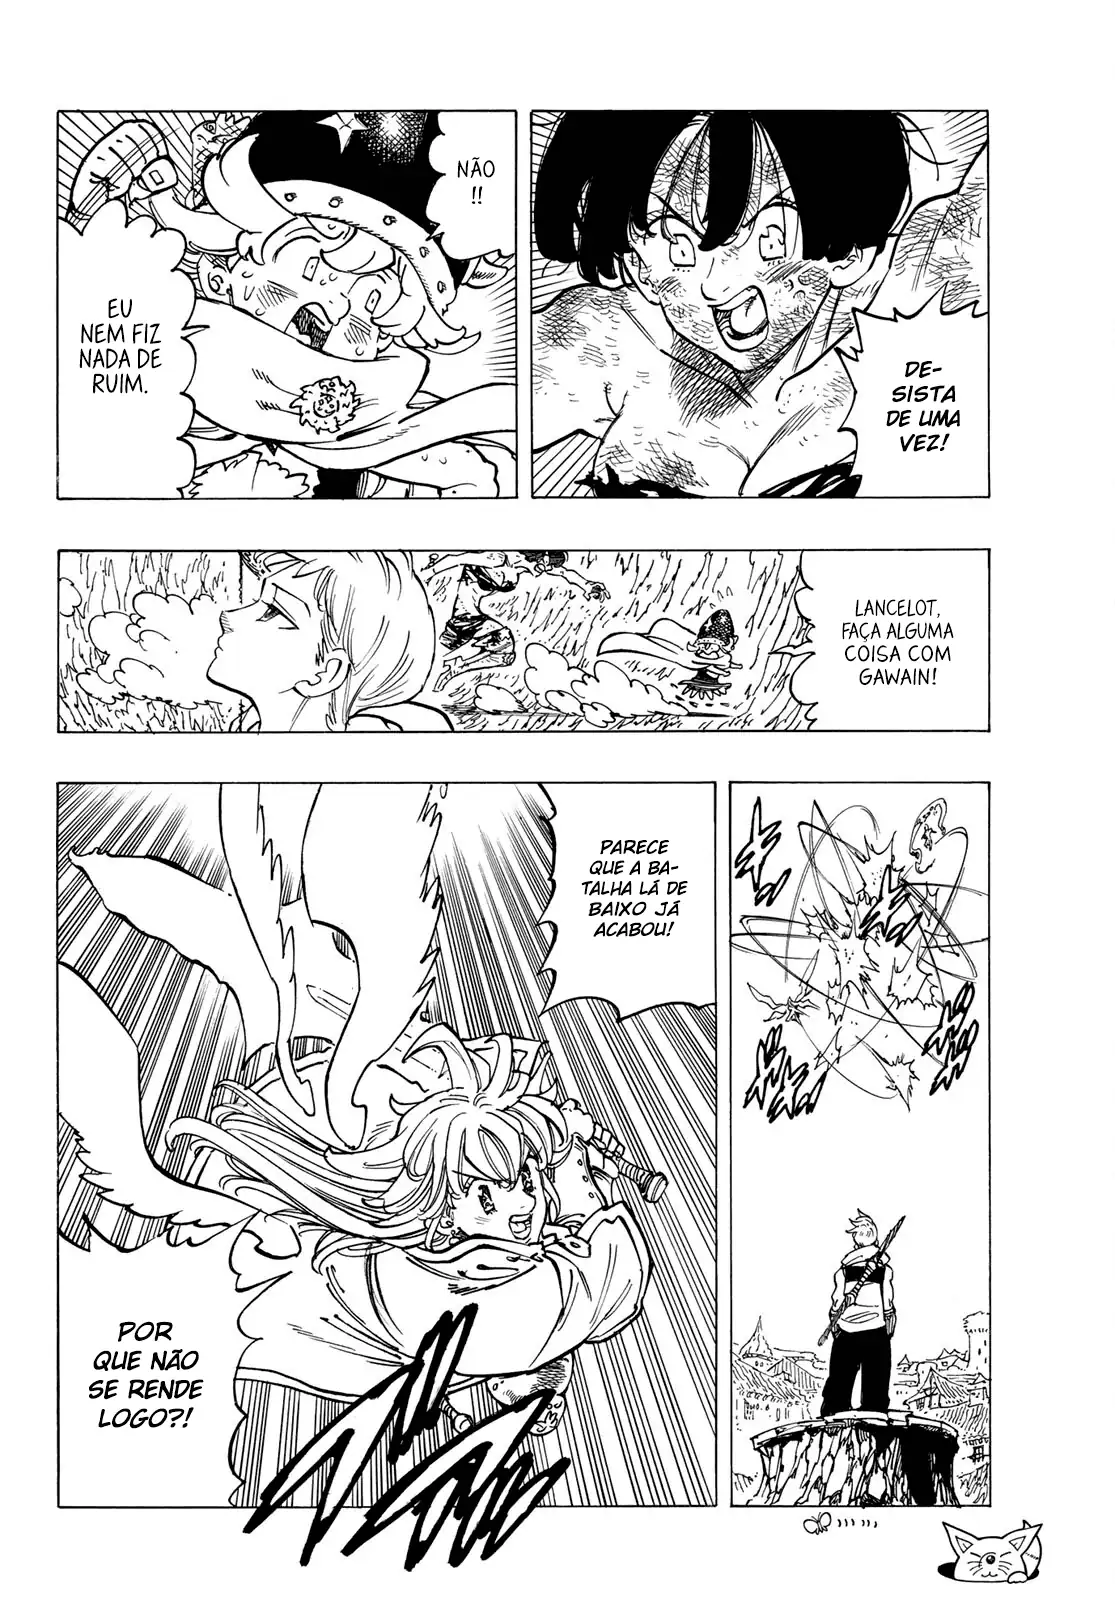 DE-
SISTA
DE UMA
VEZ!
NÃO
!!
EU
NEM FIZ
NADA DE
RUIM.
LANCELOT,
FAÇA ALGUMA
COISA COM
GAWAIN!
PARECE
QUE A BA-
TALHA LÁ DE
BAIXO JÁ
ACABOU!
POR
QUE NÃO
SE RENDE
LOGO?!